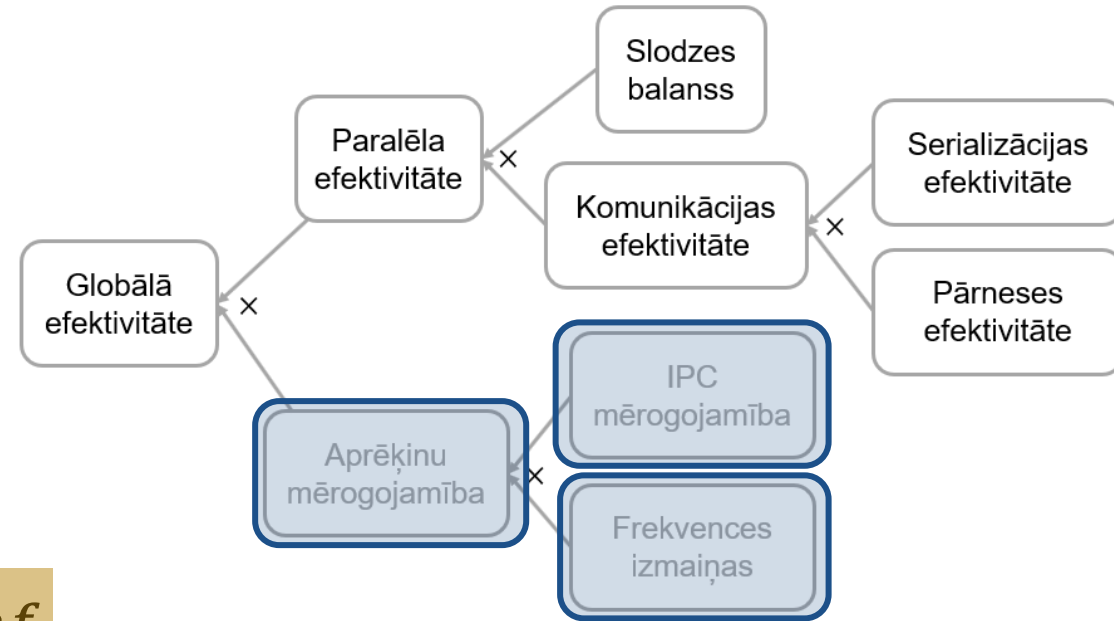 Slodzes
balanss
Paralēla
efektivitāte
×
Serializācijas
efektivitāte
Komunikācijas
efektivitāte
×
Globālā
efektivitāte
×
Pārneses
efektivitāte
IPC
mērogojamība
Aprēķinu
mērogojamība
×
Frekvences
izmaiņas